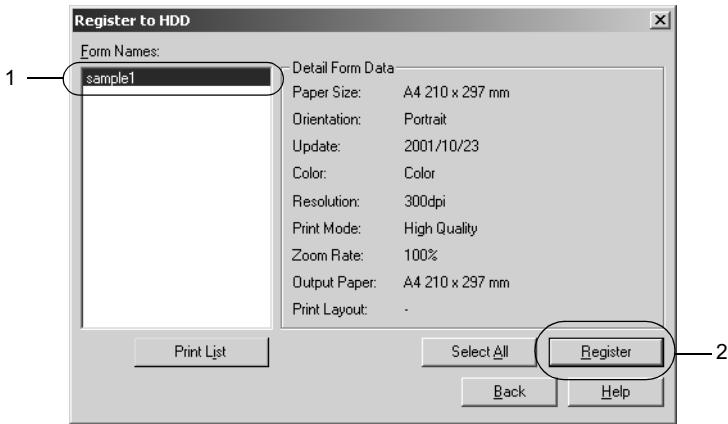 Register to HDD
Form Names:
1
sample1
Detail Form Data
Paper Size: A4 210 x 297 mm
Orientation: Portrait
Update: 2001/10/23
Color: Color
Resolution: 300dpi
Print Mode: High Quality
Zoom Rate: 100%
Output Paper: A4 210 x 297 mm
Print Layout: -
Print List
Select All
Register
2
Back
Help